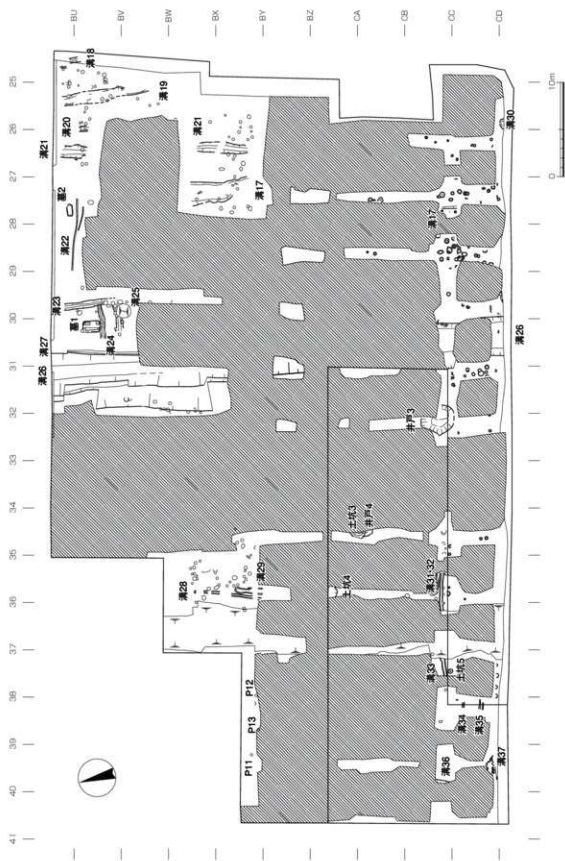 BU
BV
BW
BX
BY
BZ
CA
CB
CC
CD
25
26
27
28
29
30
31
32
33
34
35
36
37
38
39
40
41
溝18
溝19
溝20
溝21
溝21
溝17
墓2
溝22
溝23
墓1
溝24
溝25
溝27
溝26
溝30
溝17
溝26
井戸3
土坑3
井戸4
土坑4
溝28
溝29
溝31・32
溝33
土坑5
溝34
溝35
溝36
溝37
P12
P13
P11
0
10m